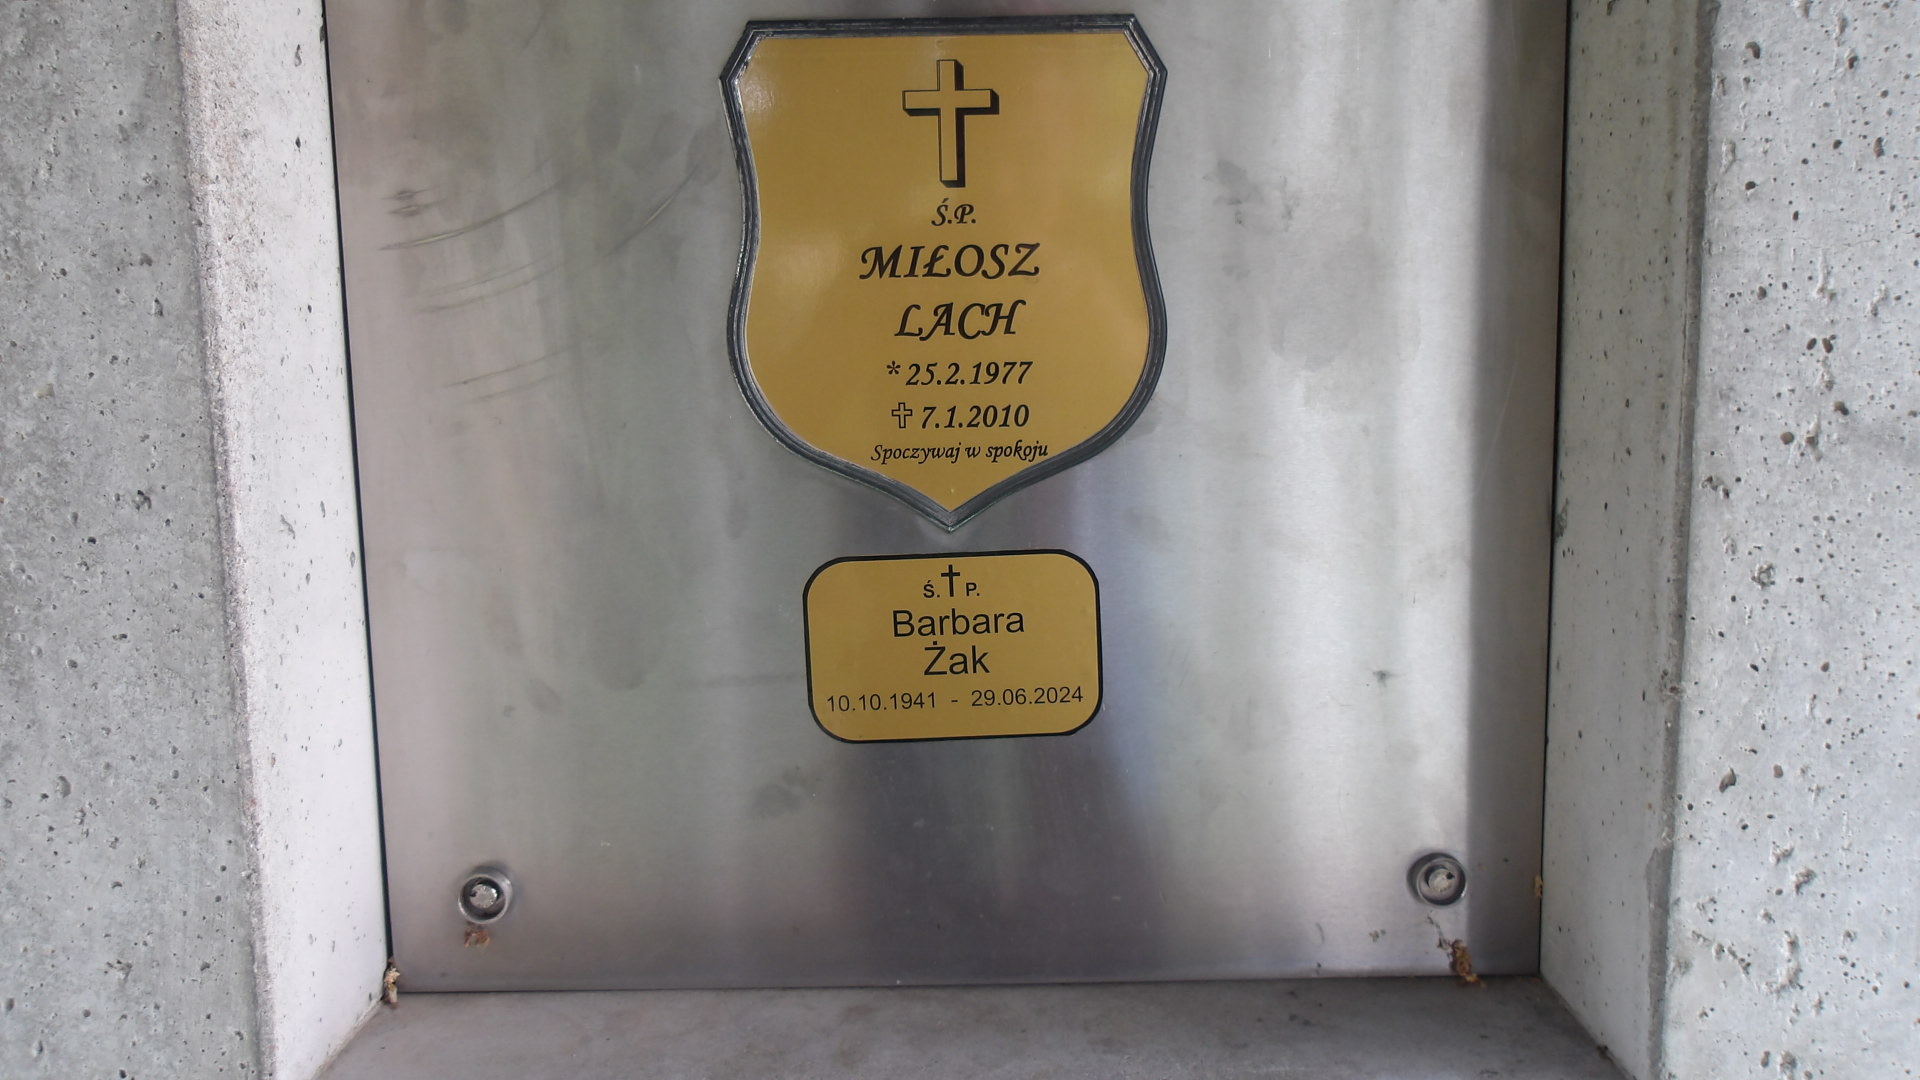 Ś.P.
MIŁOSZ
LACH
* 25.2.1977
✝ 7.1.2010
Spoczywaj w spokoju
Ś.✝P.
Barbara
Żak
10.10.1941 - 29.06.2024